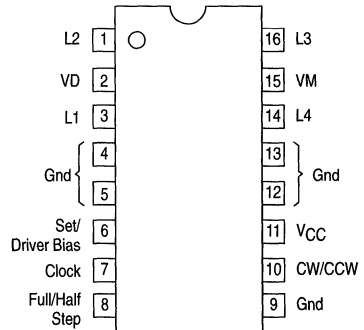 L2 1 16 L3
VD 2 15 VM
L1 3 14 L4
4 13
Gnd Gnd
5 12
Set/
Driver Bias 6 11 VCC
Clock 7 10 CW/CCW
Full/Half
Step 8 9 Gnd